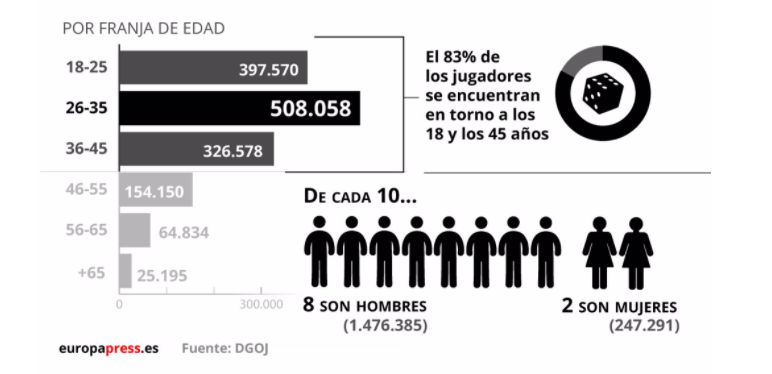 POR FRANJA DE EDAD
18-25 397.570
26-35 508.058
36-45 326.578
46-55 154.150
56-65 64.834
+65 25.195
0 300.000
El 83% de
los jugadores
se encuentran
en torno a los
18 y los 45 años
DE CADA 10...
8 SON HOMBRES
(1.476.385)
2 SON MUJERES
(247.291)
europapress.es Fuente: DGOJ